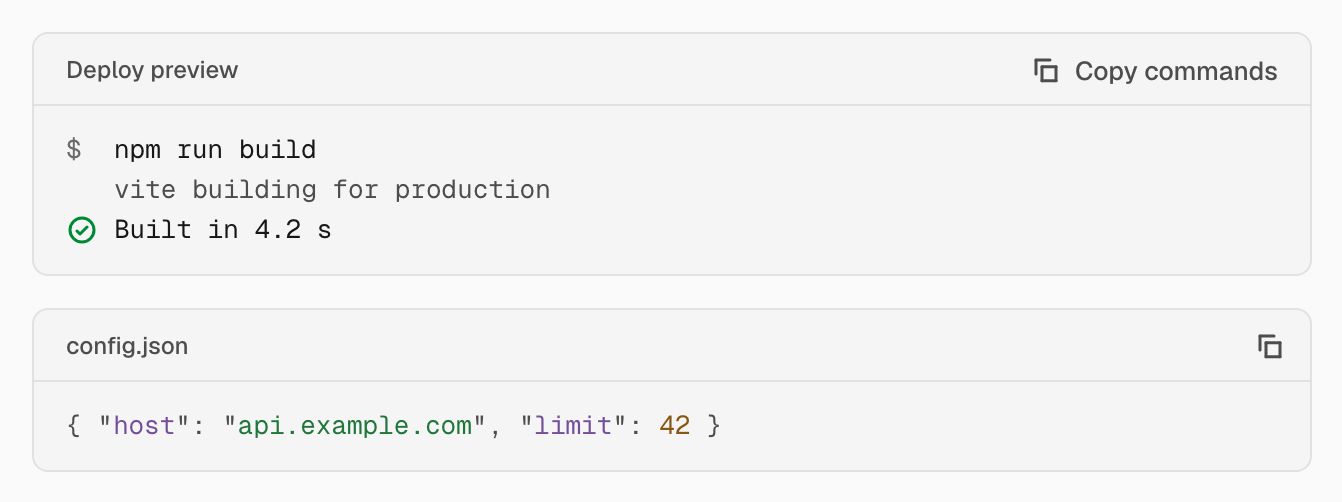 Deploy preview
Copy commands
$ npm run build
vite building for production
Built in 4.2 s
config.json
{ "host": "api.example.com", "limit": 42 }